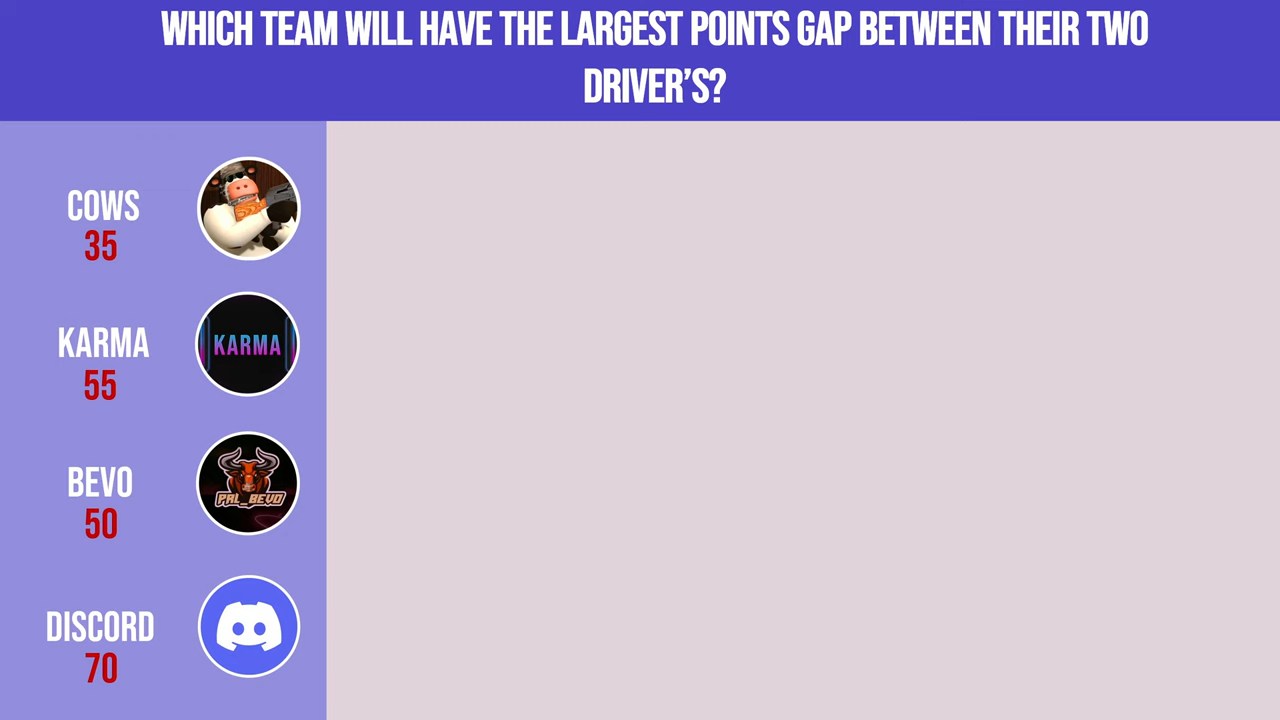 WHICH TEAM WILL HAVE THE LARGEST POINTS GAP BETWEEN THEIR TWO
DRIVER'S?
COWS
35
KARMA
55
KARMA
BEVO
50
PRL_BEVO
DISCORD
70